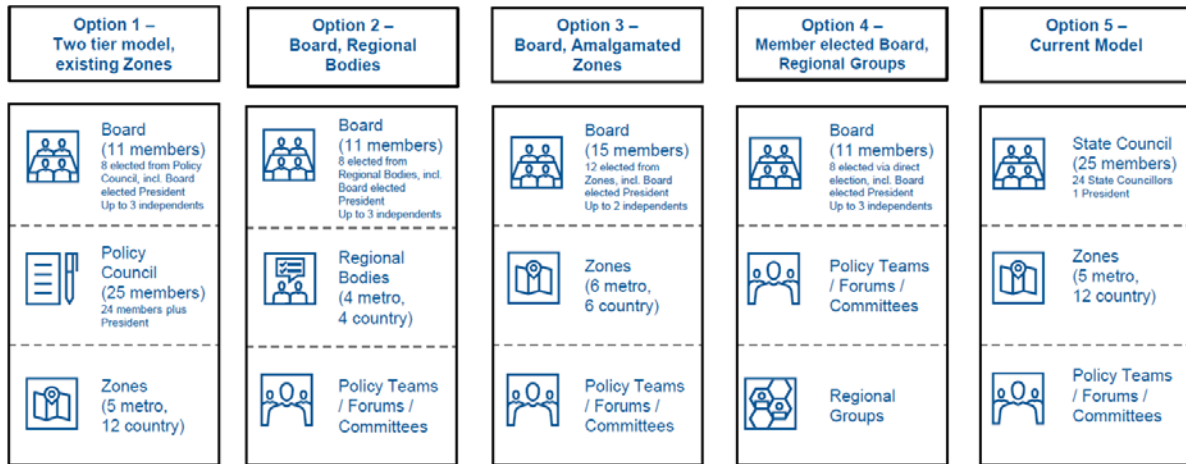 Option 1 –
Two tier model,
existing Zones
Option 2 –
Board, Regional
Bodies
Option 3 –
Board, Amalgamated
Zones
Option 4 –
Member elected Board,
Regional Groups
Option 5 –
Current Model
Board
(11 members)
8 elected from Policy
Council, incl. Board
elected President
Up to 3 independents
Policy
Council
(25 members)
24 members plus
President
Zones
(5 metro,
12 country)
Board
(11 members)
8 elected from
Regional Bodies, incl.
Board elected
President
Up to 3 independents
Regional
Bodies
(4 metro,
4 country)
Policy Teams
/ Forums /
Committees
Board
(15 members)
12 elected from
Zones, incl. Board
elected President
Up to 2 independents
Zones
(6 metro,
6 country)
Policy Teams
/ Forums /
Committees
Board
(11 members)
8 elected via direct
election, incl. Board
elected President
Up to 3 independents
Policy Teams
/ Forums /
Committees
Regional
Groups
State Council
(25 members)
24 State Councillors
1 President
Zones
(5 metro,
12 country)
Policy Teams
/ Forums /
Committees